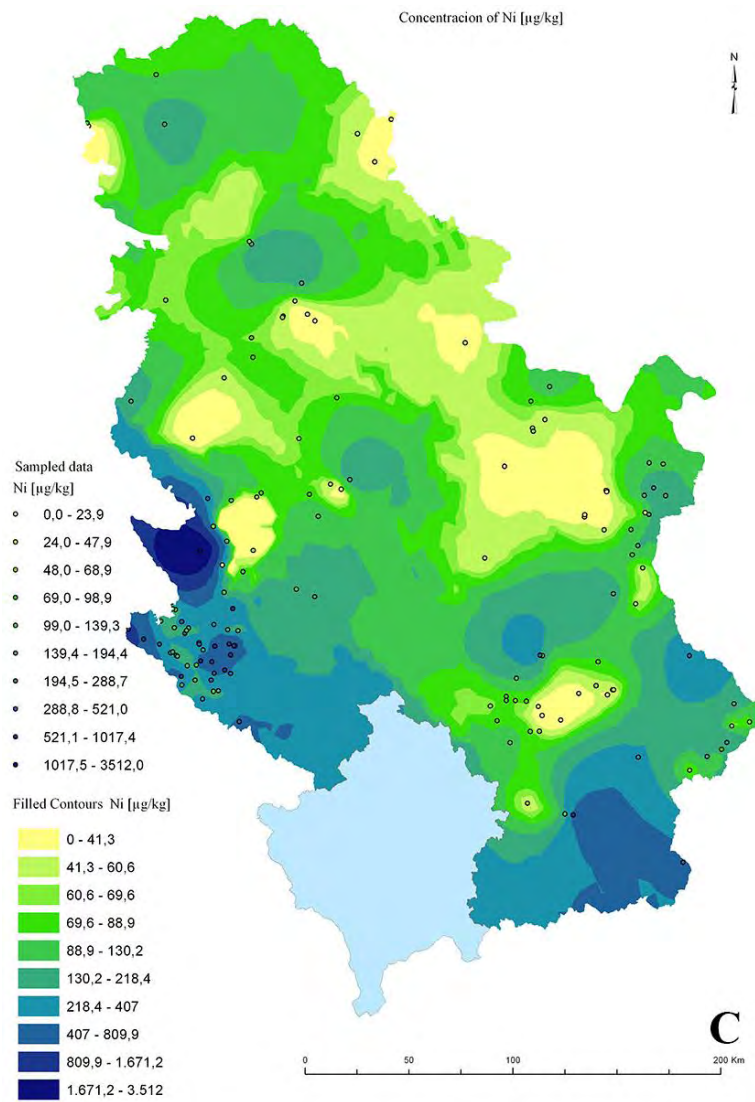 Concentracion of Ni [µg/kg]
N
Sampled data
Ni [µg/kg]
0,0 - 23,9
24,0 - 47,9
48,0 - 68,9
69,0 - 98,9
99,0 - 139,3
139,4 - 194,4
194,5 - 288,7
288,8 - 521,0
521,1 - 1017,4
1017,5 - 3512,0
Filled Contours Ni [µg/kg]
0 - 41,3
41,3 - 60,6
60,6 - 69,6
69,6 - 88,9
88,9 - 130,2
130,2 - 218,4
218,4 - 407
407 - 809,9
809,9 - 1.671,2
1.671,2 - 3.512
C
0 50 100 200 Km